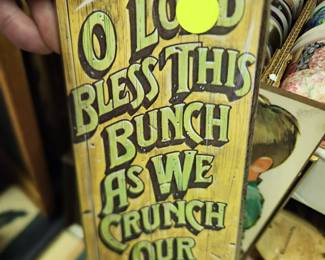 O LORD
BLESS THIS
BUNCH
AS WE
CRUNCH
OUR